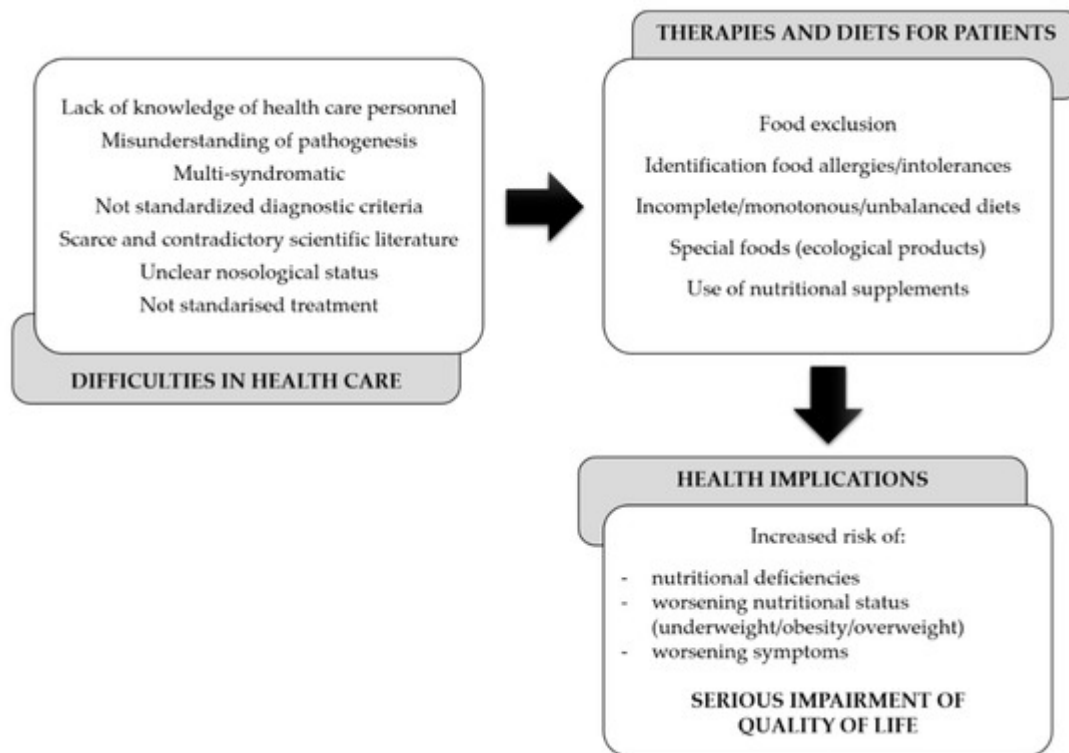 Lack of knowledge of health care personnel
Misunderstanding of pathogenesis
Multi-syndromatic
Not standardized diagnostic criteria
Scarce and contradictory scientific literature
Unclear nosological status
Not standarised treatment
DIFFICULTIES IN HEALTH CARE
THERAPIES AND DIETS FOR PATIENTS
Food exclusion
Identification food allergies/intolerances
Incomplete/monotonous/unbalanced diets
Special foods (ecological products)
Use of nutritional supplements
HEALTH IMPLICATIONS
Increased risk of:
- nutritional deficiencies
- worsening nutritional status
(underweight/obesity/overweight)
- worsening symptoms
SERIOUS IMPAIRMENT OF
QUALITY OF LIFE